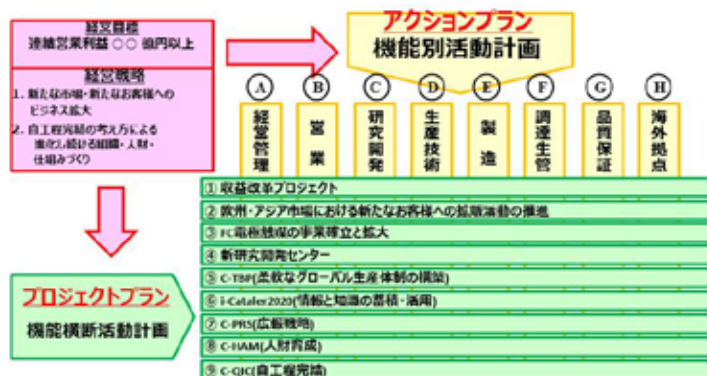 経営目標
連結営業利益 ○○ 億円以上
経営戦略
1. 新たな市場・新たなお客様への
ビジネス拡大
2. 自工程完結の考え方による
進化し続ける組織・人財・
仕組みづくり
アクションプラン
機能別活動計画
A
B
C
D
E
F
G
H
経営管理
営業
研究開発
生産技術
製造
調達生管
品質保証
海外拠点
プロジェクトプラン
機能横断活動計画
① 収益改革プロジェクト
② 欧州・アジア市場における新たなお客様への拡販活動の推進
③ FC電極触媒の事業確立と拡大
④ 新研究開発センター
⑤ C-TBP(柔軟なグローバル生産体制の構築)
⑥ i-Cataler2020(情報と知識の蓄積・活用)
⑦ C-PRS(広報戦略)
⑧ C-HAM(人財育成)
⑨ C-QIC(自工程完結)